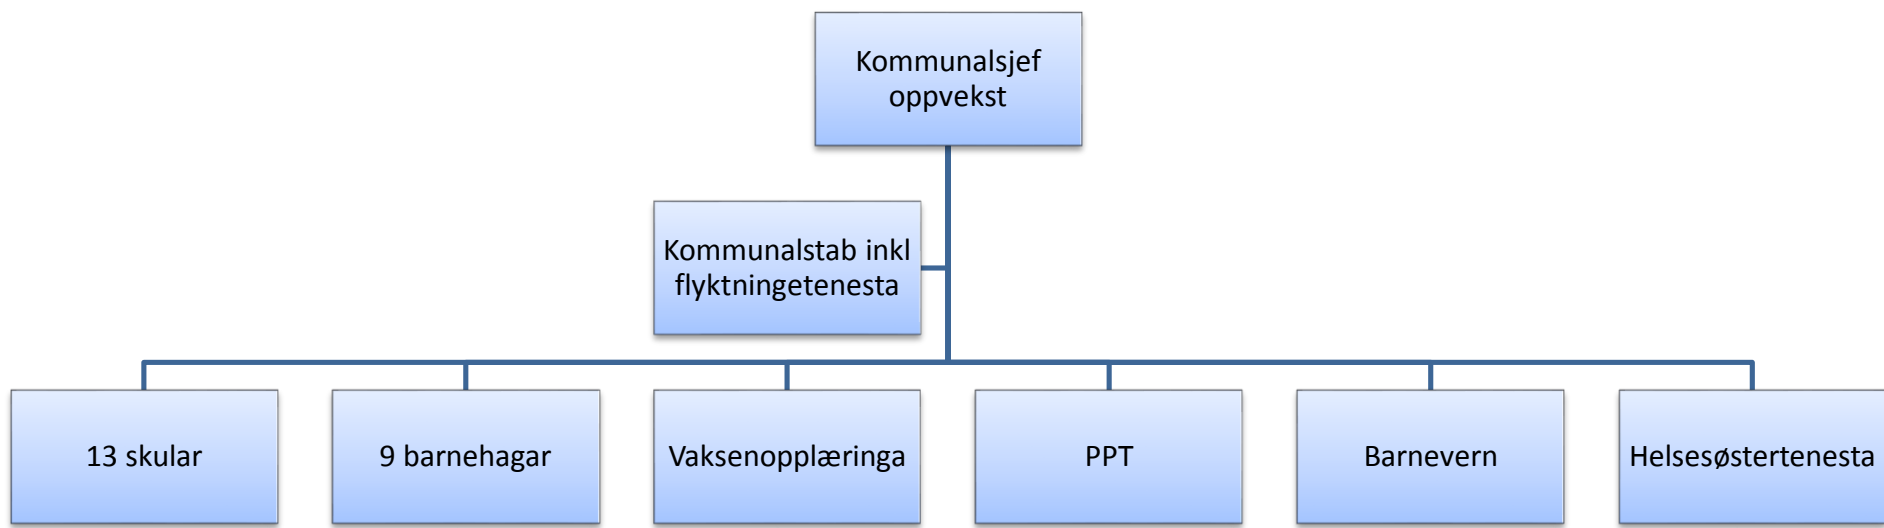 Kommunalsjef
oppvekst
Kommunalstab inkl
flyktningetenesta
13 skular
9 barnehagar
Vaksenopplæringa
PPT
Barnevern
Helsesøstertenesta